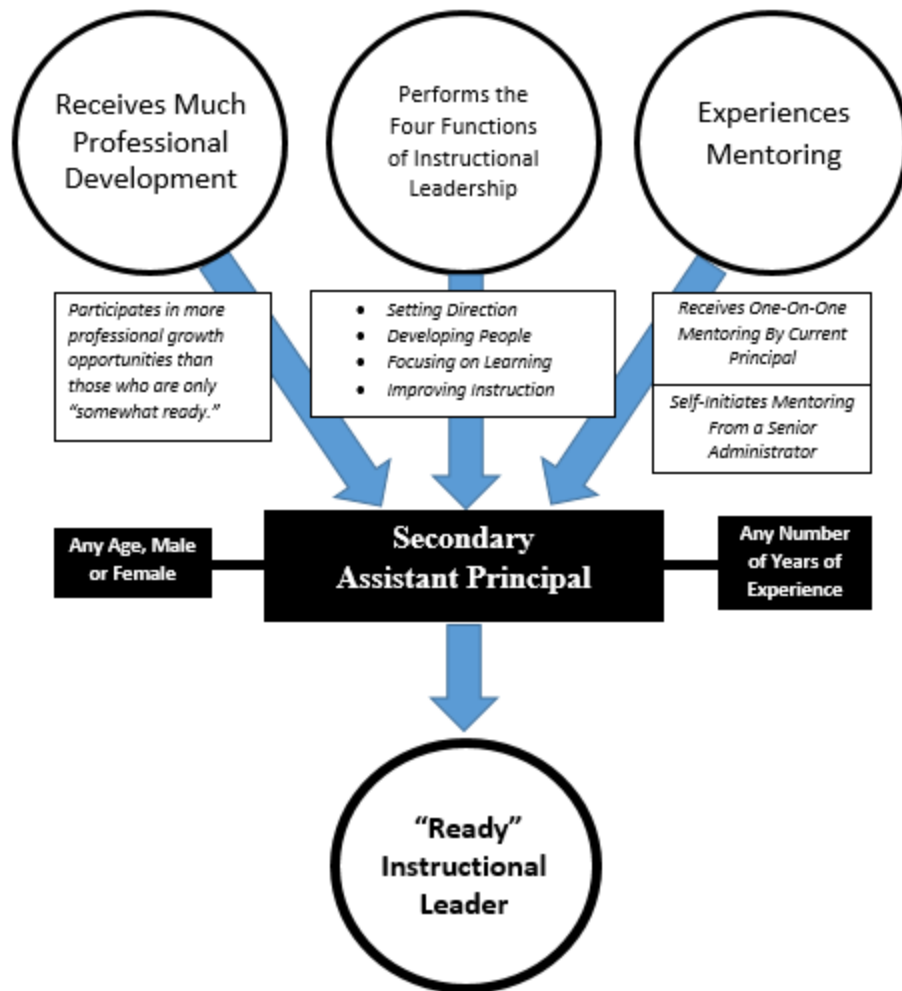 Receives Much
Professional
Development
Performs the
Four Functions
of Instructional
Leadership
Experiences
Mentoring
Participates in more
professional growth
opportunities than
those who are only
“somewhat ready.”
• Setting Direction
• Developing People
• Focusing on Learning
• Improving Instruction
Receives One-On-One
Mentoring By Current
Principal
Self-Initiates Mentoring
From a Senior
Administrator
Any Age, Male
or Female
Secondary
Assistant Principal
Any Number
of Years of
Experience
“Ready”
Instructional
Leader